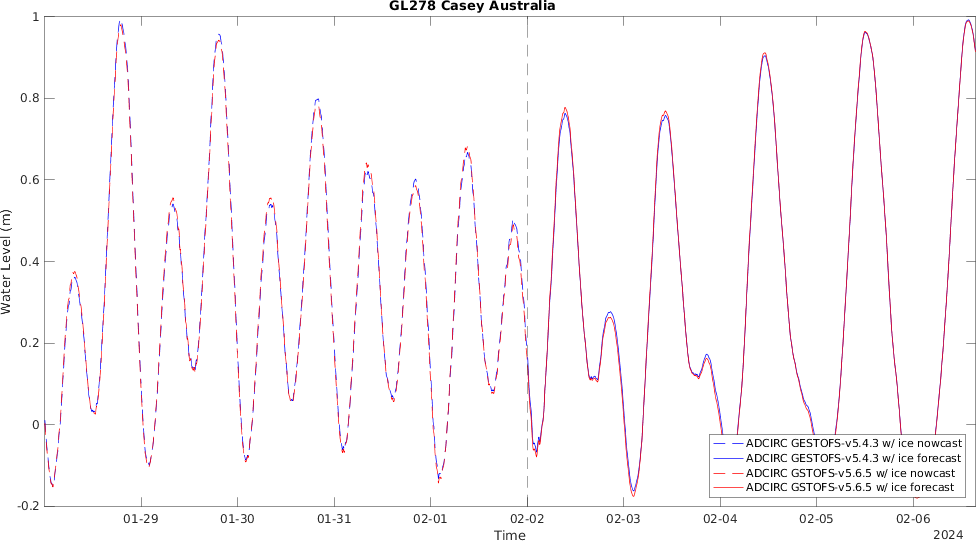 GL278 Casey Australia
1
0.8
0.6
0.4
0.2
0
-0.2
Water Level (m)
ADCIRC GESTOFS-v5.4.3 w/ ice nowcast
ADCIRC GESTOFS-v5.4.3 w/ ice forecast
ADCIRC GSTOFS-v5.6.5 w/ ice nowcast
ADCIRC GSTOFS-v5.6.5 w/ ice forecast
01-29 01-30 01-31 02-01 02-02 02-03 02-04 02-05 02-06
Time
2024